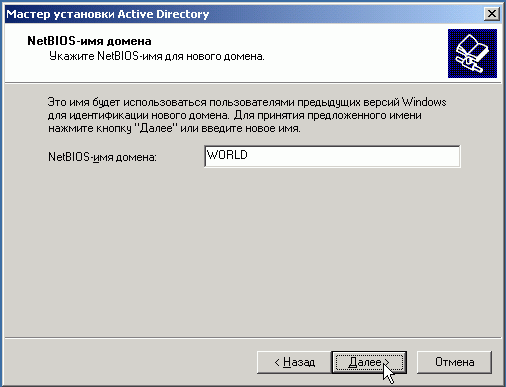 Мастер установки Active Directory
NetBIOS-имя домена
Укажите NetBIOS-имя для нового домена.
Это имя будет использоваться пользователями предыдущих версий Windows
для идентификации нового домена. Для принятия предложенного имени
нажмите кнопку "Далее" или введите новое имя.
NetBIOS-имя домена: WORLD
< Назад Далее > Отмена